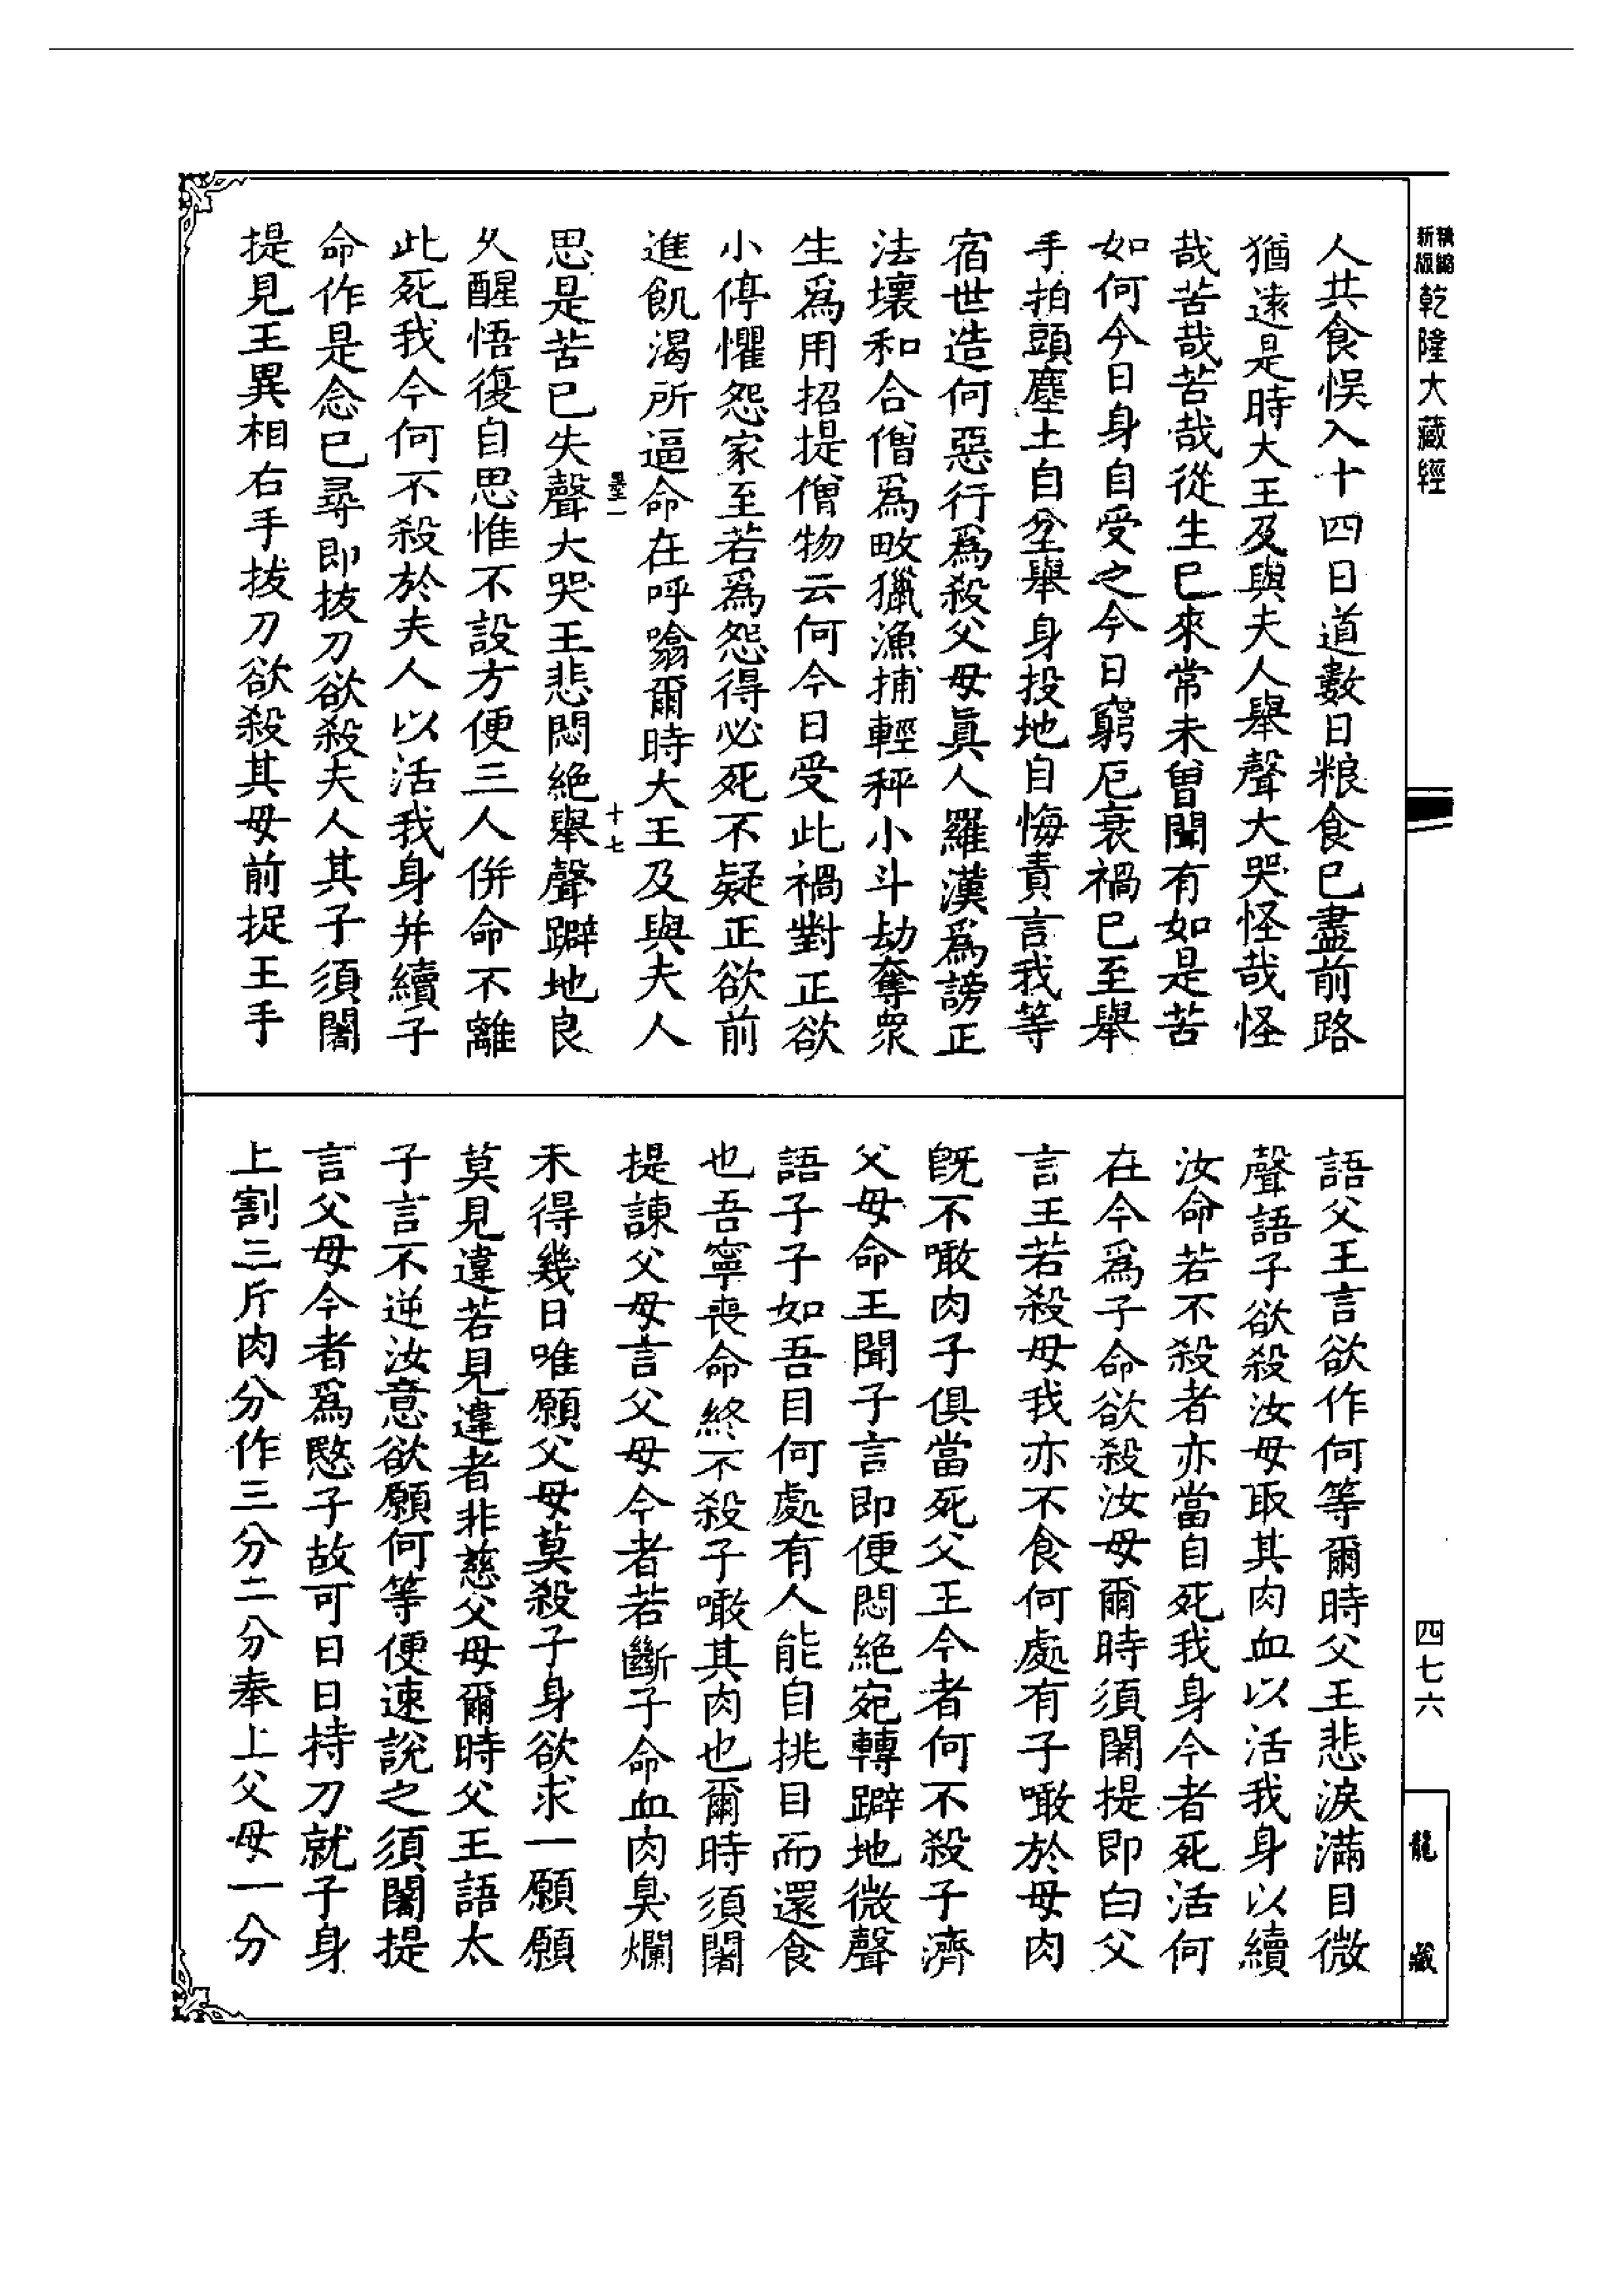 精縮新版乾隆大藏經
人共食悮入十四日道數日粮食已盡前路
猶遠是時大王及與夫人舉聲大哭怪哉怪
哉苦哉苦哉從生已來常未曾聞有如是苦
如何今日身自受之今日窮厄衰禍已至舉
手拍頭塵土自坌舉身投地自悔責言我等
宿世造何惡行爲殺父母眞人羅漢爲謗正
法壞和合僧爲畋獵漁捕輕秤小斗劫奪眾
生爲用招提僧物云何今日受此禍對正欲
小停懼怨家至若爲怨得必死不疑正欲前
進飢渴所逼命在呼噏爾時大王及與夫人
十七
思是苦已失聲大哭王悲悶絕舉聲躃地良
久醒悟復自思惟不設方便三人併命不離
此死我今何不殺於夫人以活我身并續子
命作是念已尋即拔刀欲殺夫人其子須闍
提見王異相右手拔刀欲殺其母前捉王手
語父王言欲作何等爾時父王悲淚滿目微
聲語子欲殺汝母取其肉血以活我身以續
汝命若不殺者亦當自死我身今者死活何
在今爲子命欲殺汝母爾時須闍提即白父
言王若殺母我亦不食何處有子噉於母肉
旣不噉肉子俱當死父王今者何不殺子濟
父母命王聞子言即便悶絕宛轉躃地微聲
語子子如吾目何處有人能自挑目而還食
也吾寧喪命終不殺子噉其肉也爾時須闍
提諫父母言父母今者若斷子命血肉臭爛
未得幾日唯願父母莫殺子身欲求一願願
莫見違若見違者非慈父母爾時父王語太
子言不逆汝意欲願何等便速說之須闍提
言父母今者爲愍子故可日日持刀就子身
上割三斤肉分作三分二分奉上父母一分
四七六
龍藏